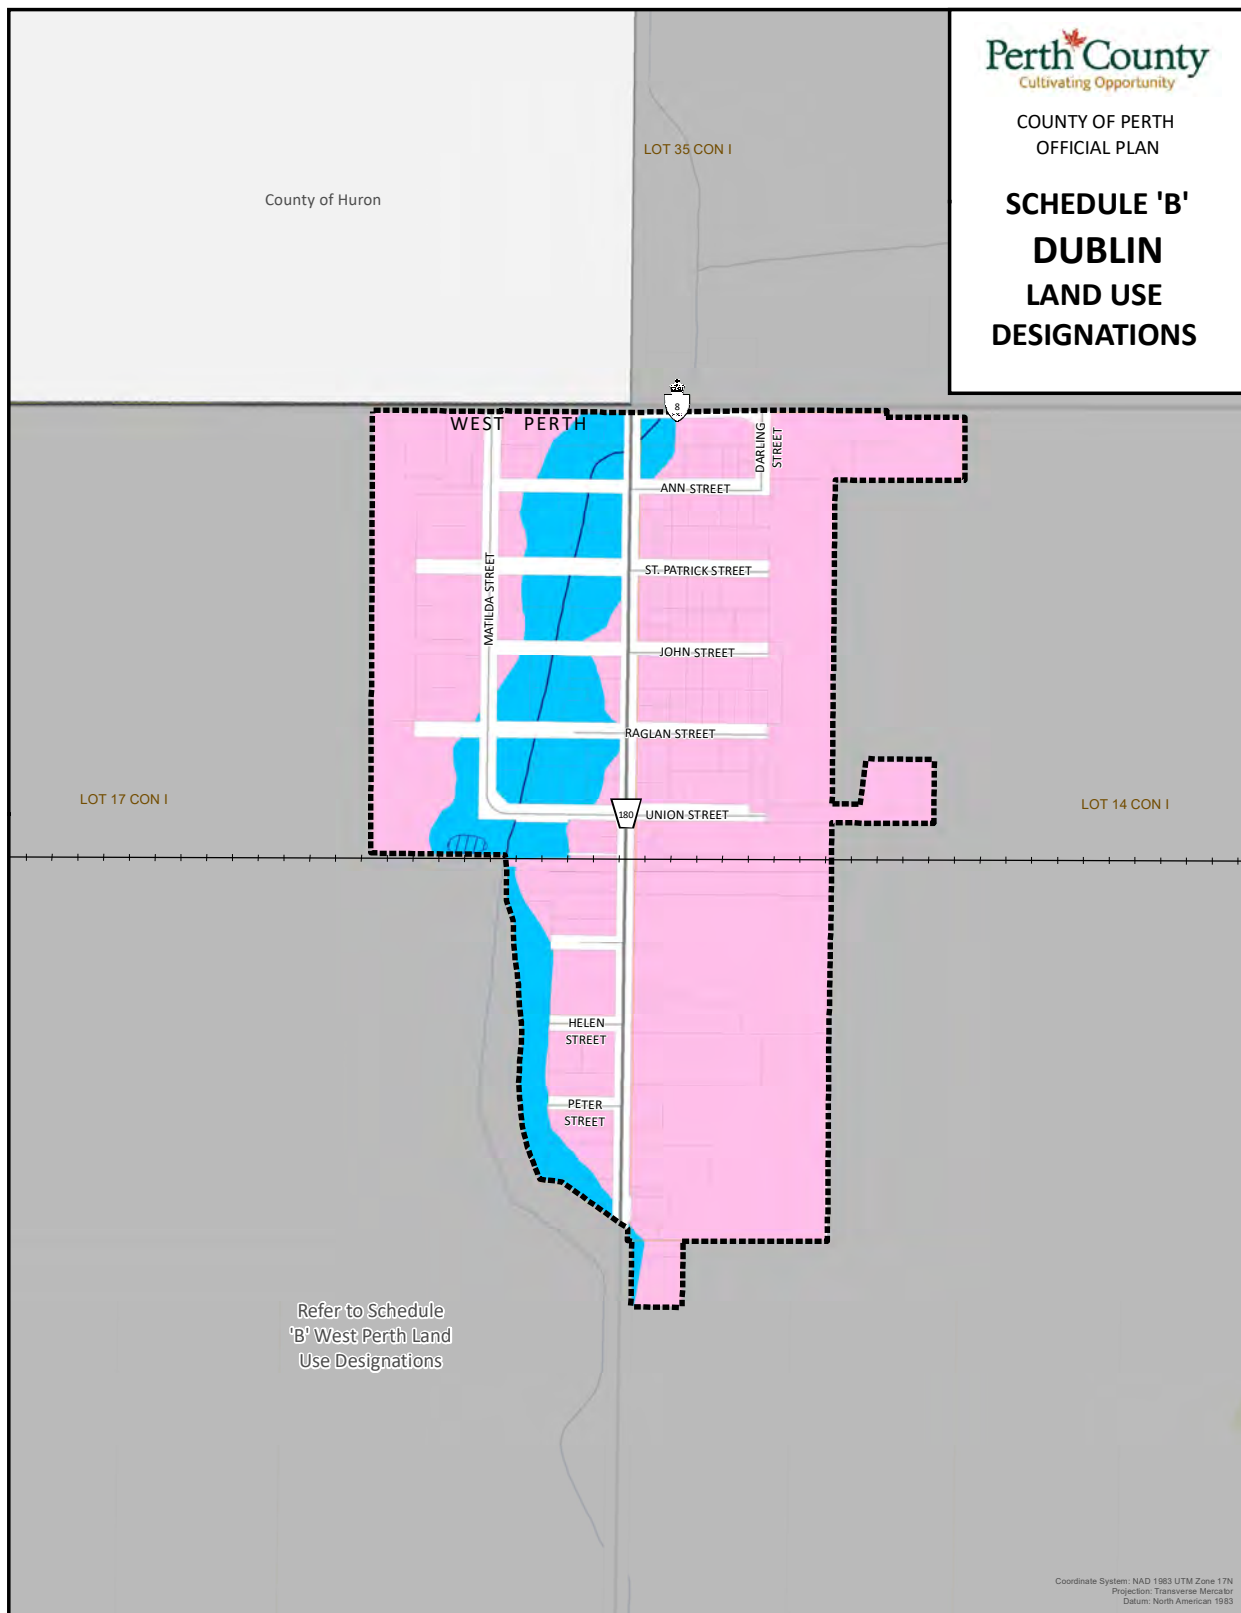 Perth County
Cultivating Opportunity
COUNTY OF PERTH
OFFICIAL PLAN
SCHEDULE 'B'
DUBLIN
LAND USE
DESIGNATIONS
LOT 35 CON I
County of Huron
8
WEST PERTH
DARLING
STREET
ANN STREET
MATILDA STREET
ST. PATRICK STREET
JOHN STREET
RAGLAN STREET
LOT 17 CON I
LOT 14 CON I
180
UNION STREET
HELEN
STREET
PETER
STREET
Refer to Schedule
'B' West Perth Land
Use Designations
Coordinate System: NAD 1983 UTM Zone 17N
Projection: Transverse Mercator
Datum: North American 1983